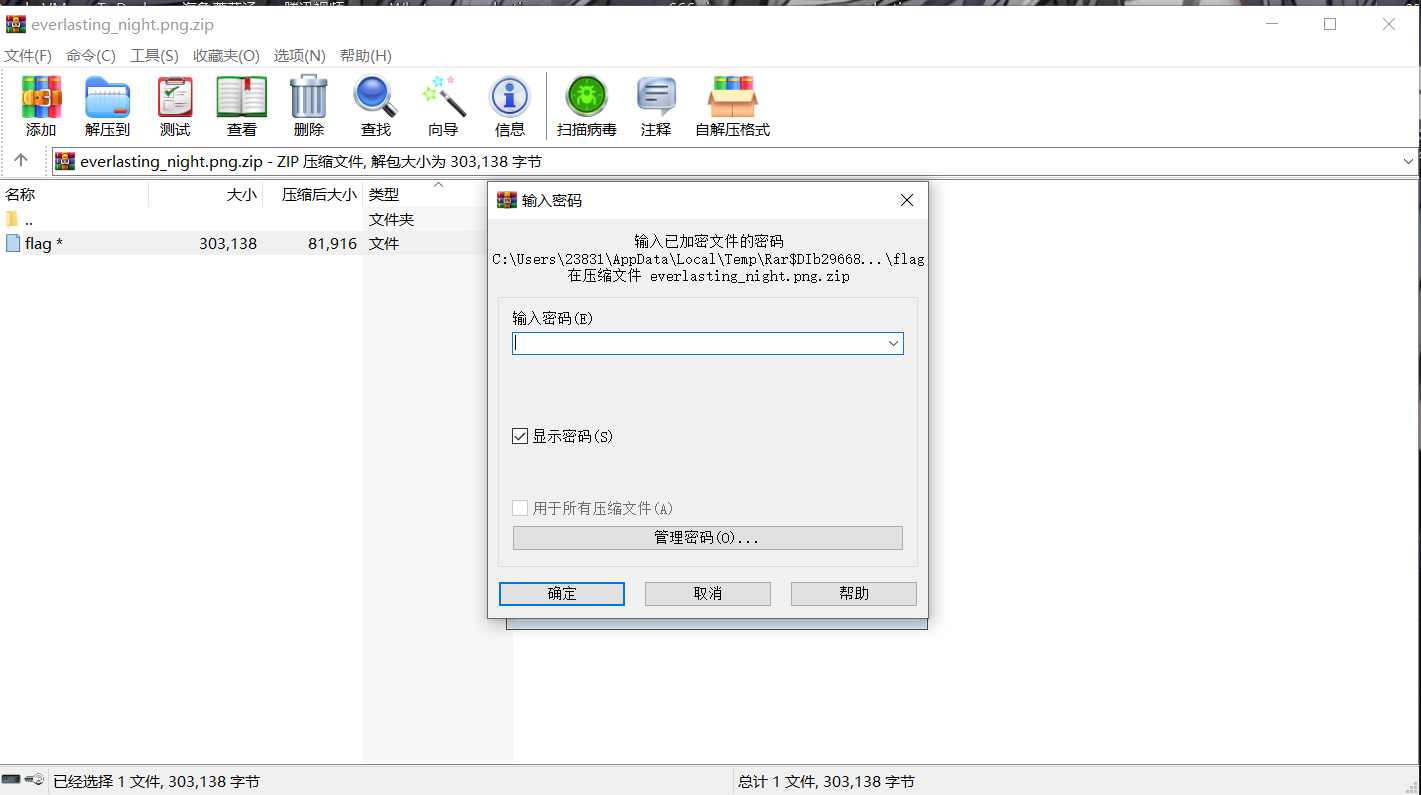 everlasting_night.png.zip
文件(F) 命令(C) 工具(S) 收藏夹(O) 选项(N) 帮助(H)
添加 解压到 测试 查看 删除 查找 向导 信息 扫描病毒 注释 自解压格式
everlasting_night.png.zip - ZIP 压缩文件, 解包大小为 303,138 字节
名称 大小 压缩后大小 类型
.. 文件夹
flag * 303,138 81,916 文件
输入密码
输入已加密文件的密码
C:\Users\23831\AppData\Local\Temp\Rar$DIb29668...\flag
在压缩文件 everlasting_night.png.zip
输入密码(E)
显示密码(S)
用于所有压缩文件(A)
管理密码(O)...
确定 取消 帮助
已经选择 1 文件, 303,138 字节
总计 1 文件, 303,138 字节